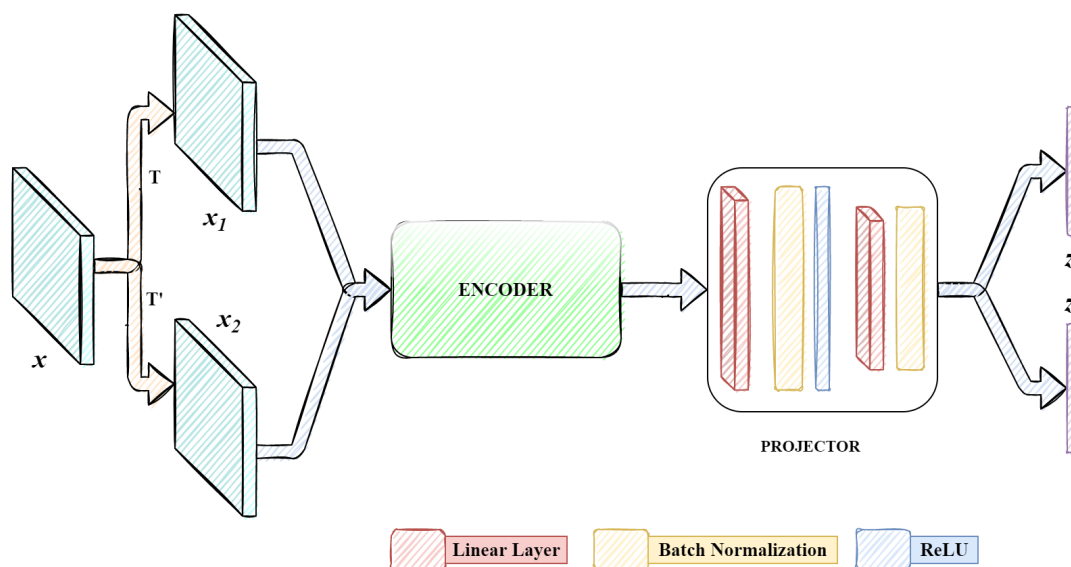 T
x1
x
T'
x2
ENCODER
PROJECTOR
z
z
Linear Layer
Batch Normalization
ReLU